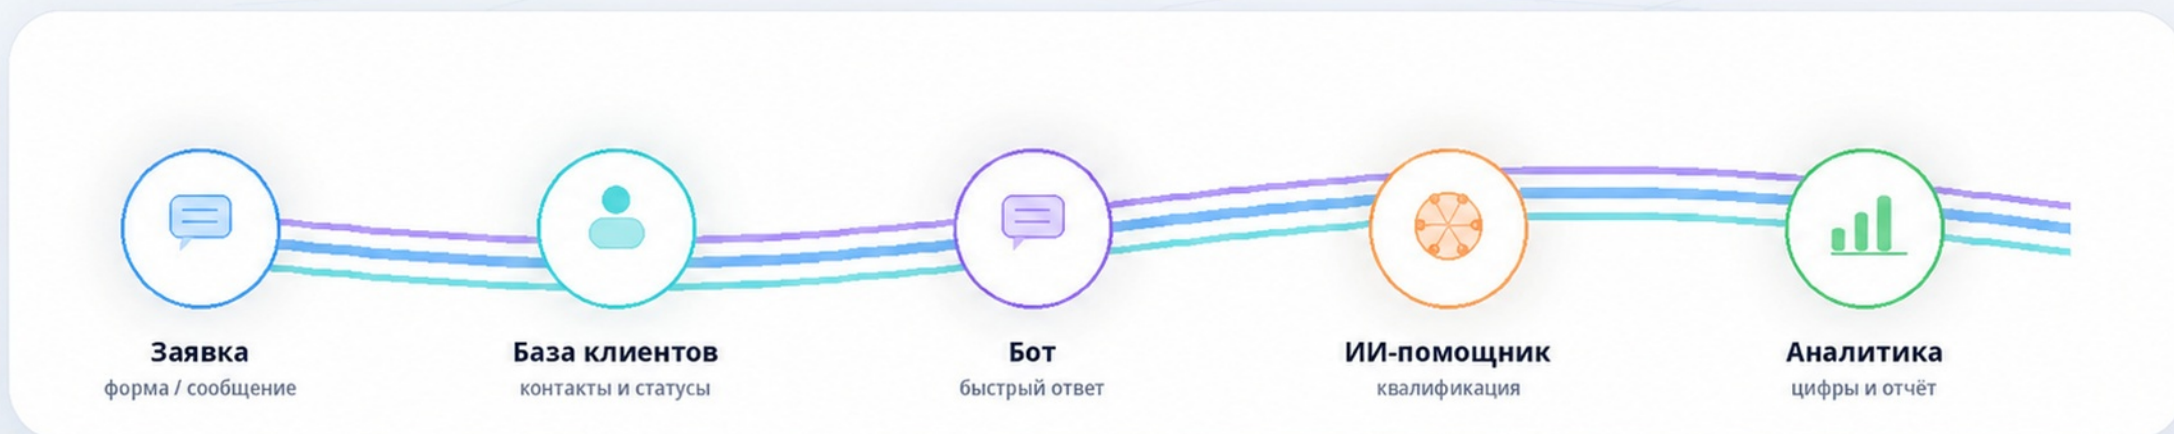 Заявка
форма / сообщение
База клиентов
контакты и статусы
Бот
быстрый ответ
ИИ-помощник
квалификация
Аналитика
цифры и отчёт